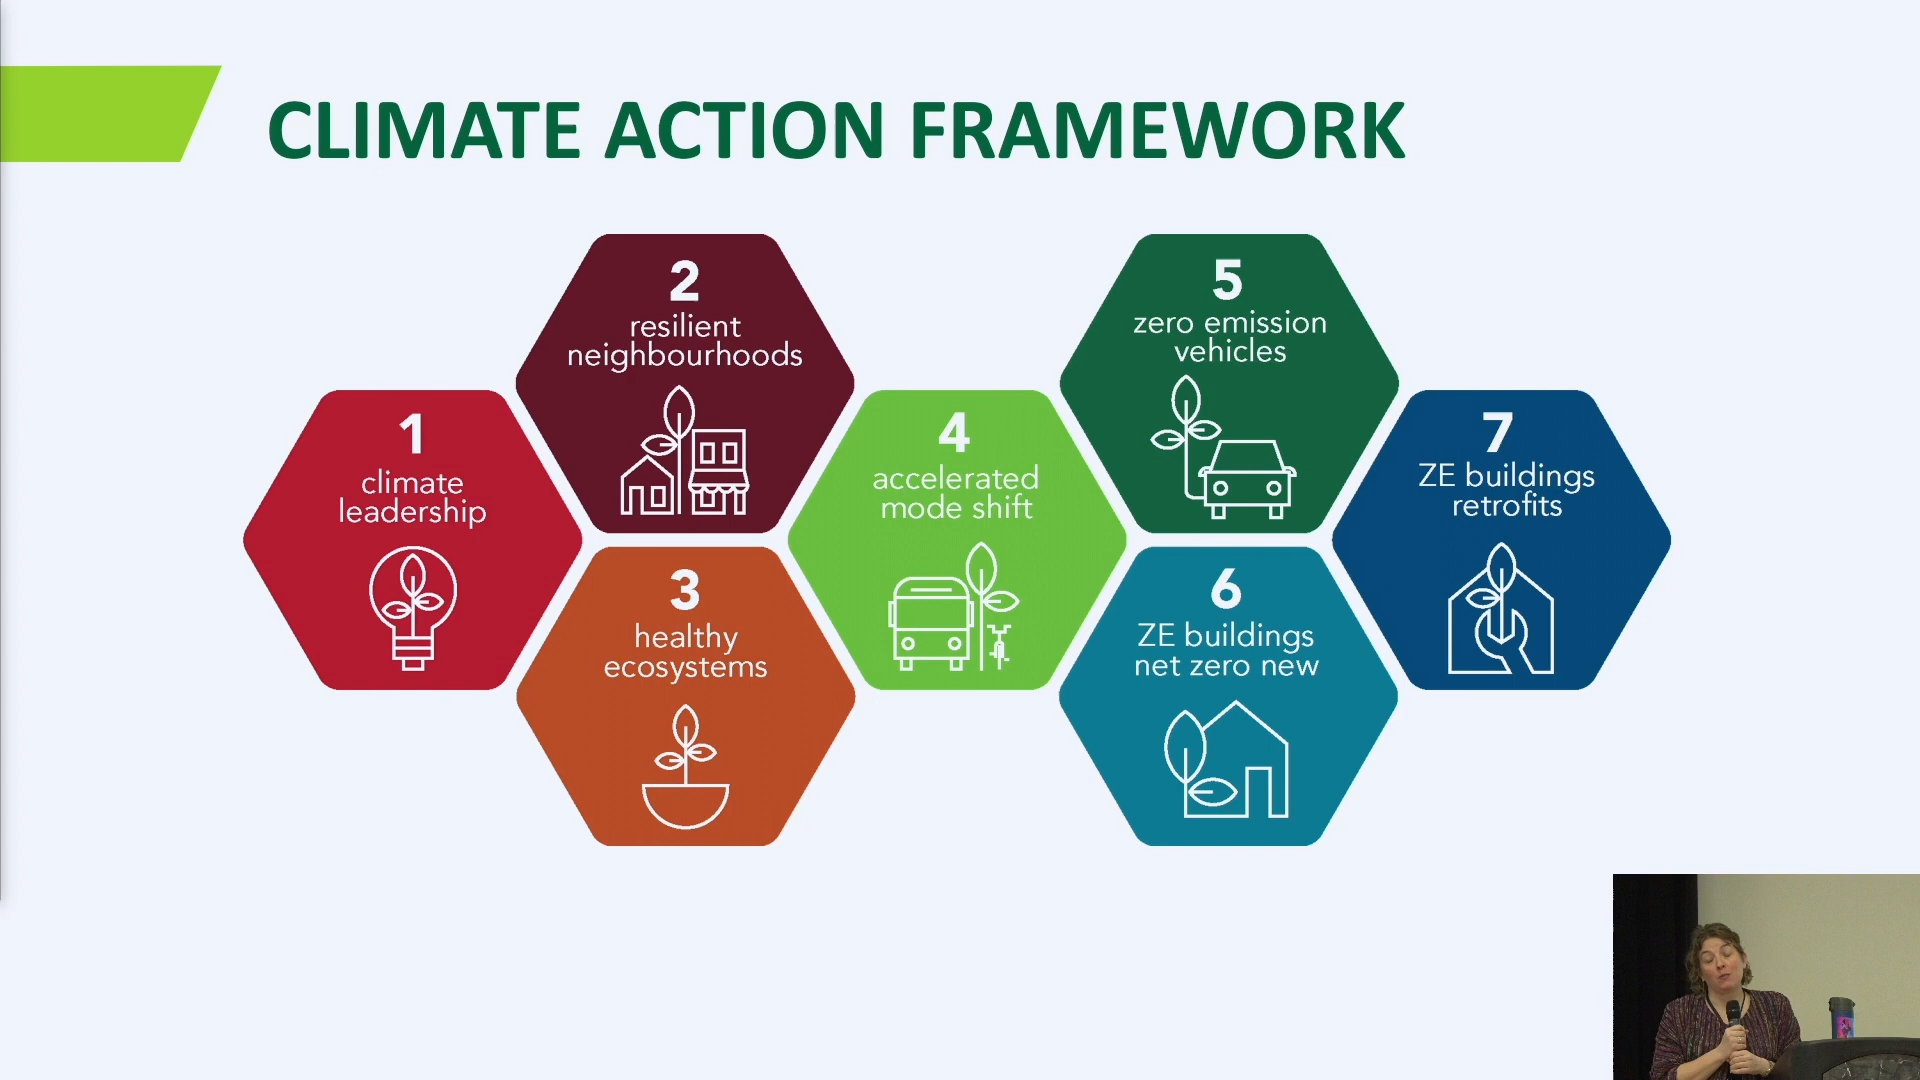 CLIMATE ACTION FRAMEWORK
1
climate
leadership
2
resilient
neighbourhoods
3
healthy
ecosystems
4
accelerated
mode shift
5
zero emission
vehicles
6
ZE buildings
net zero new
7
ZE buildings
retrofits